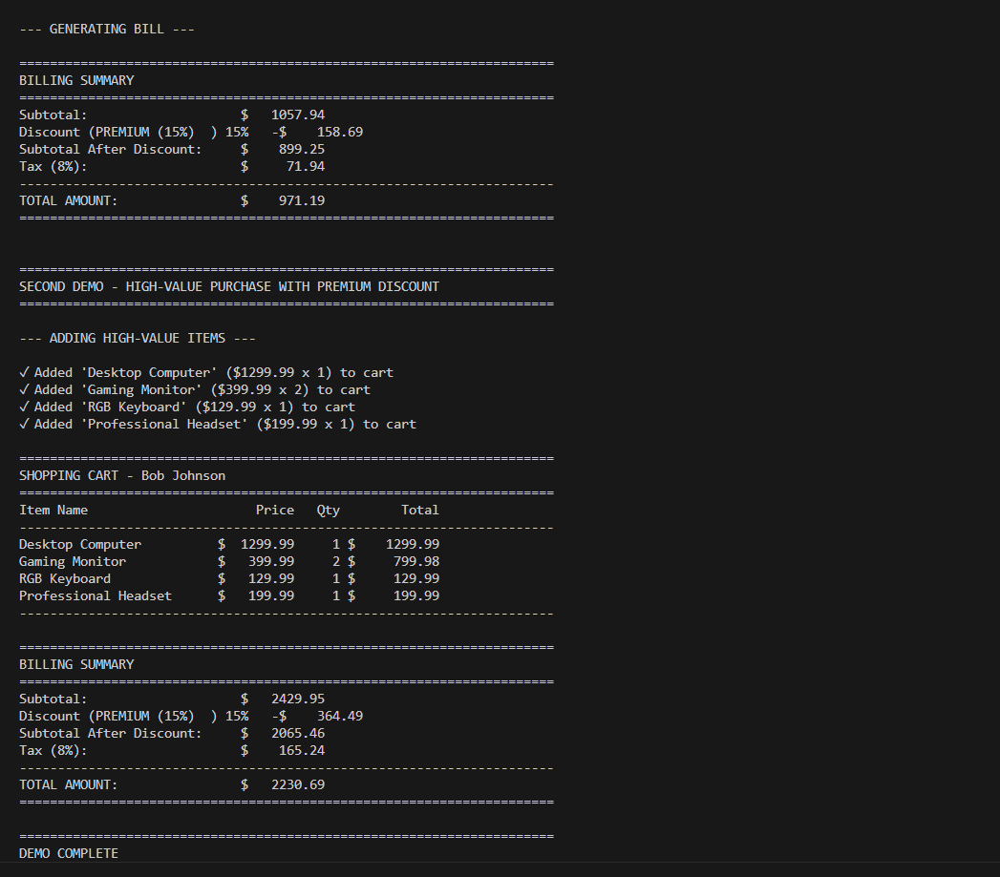 --- GENERATING BILL ---
======================================================================
BILLING SUMMARY
======================================================================
Subtotal:                    $   1057.94
Discount (PREMIUM (15%)  ) 15%   -$    158.69
Subtotal After Discount:     $    899.25
Tax (8%):                    $     71.94
----------------------------------------------------------------------
TOTAL AMOUNT:                $    971.19
======================================================================
======================================================================
SECOND DEMO - HIGH-VALUE PURCHASE WITH PREMIUM DISCOUNT
======================================================================
--- ADDING HIGH-VALUE ITEMS ---
✓ Added 'Desktop Computer' ($1299.99 x 1) to cart
✓ Added 'Gaming Monitor' ($399.99 x 2) to cart
✓ Added 'RGB Keyboard' ($129.99 x 1) to cart
✓ Added 'Professional Headset' ($199.99 x 1) to cart
======================================================================
SHOPPING CART - Bob Johnson
======================================================================
Item Name                      Price   Qty        Total
----------------------------------------------------------------------
Desktop Computer          $  1299.99     1 $    1299.99
Gaming Monitor            $   399.99     2 $     799.98
RGB Keyboard              $   129.99     1 $     129.99
Professional Headset      $   199.99     1 $     199.99
----------------------------------------------------------------------
======================================================================
BILLING SUMMARY
======================================================================
Subtotal:                    $   2429.95
Discount (PREMIUM (15%)  ) 15%   -$    364.49
Subtotal After Discount:     $   2065.46
Tax (8%):                    $    165.24
----------------------------------------------------------------------
TOTAL AMOUNT:                $   2230.69
======================================================================
======================================================================
DEMO COMPLETE